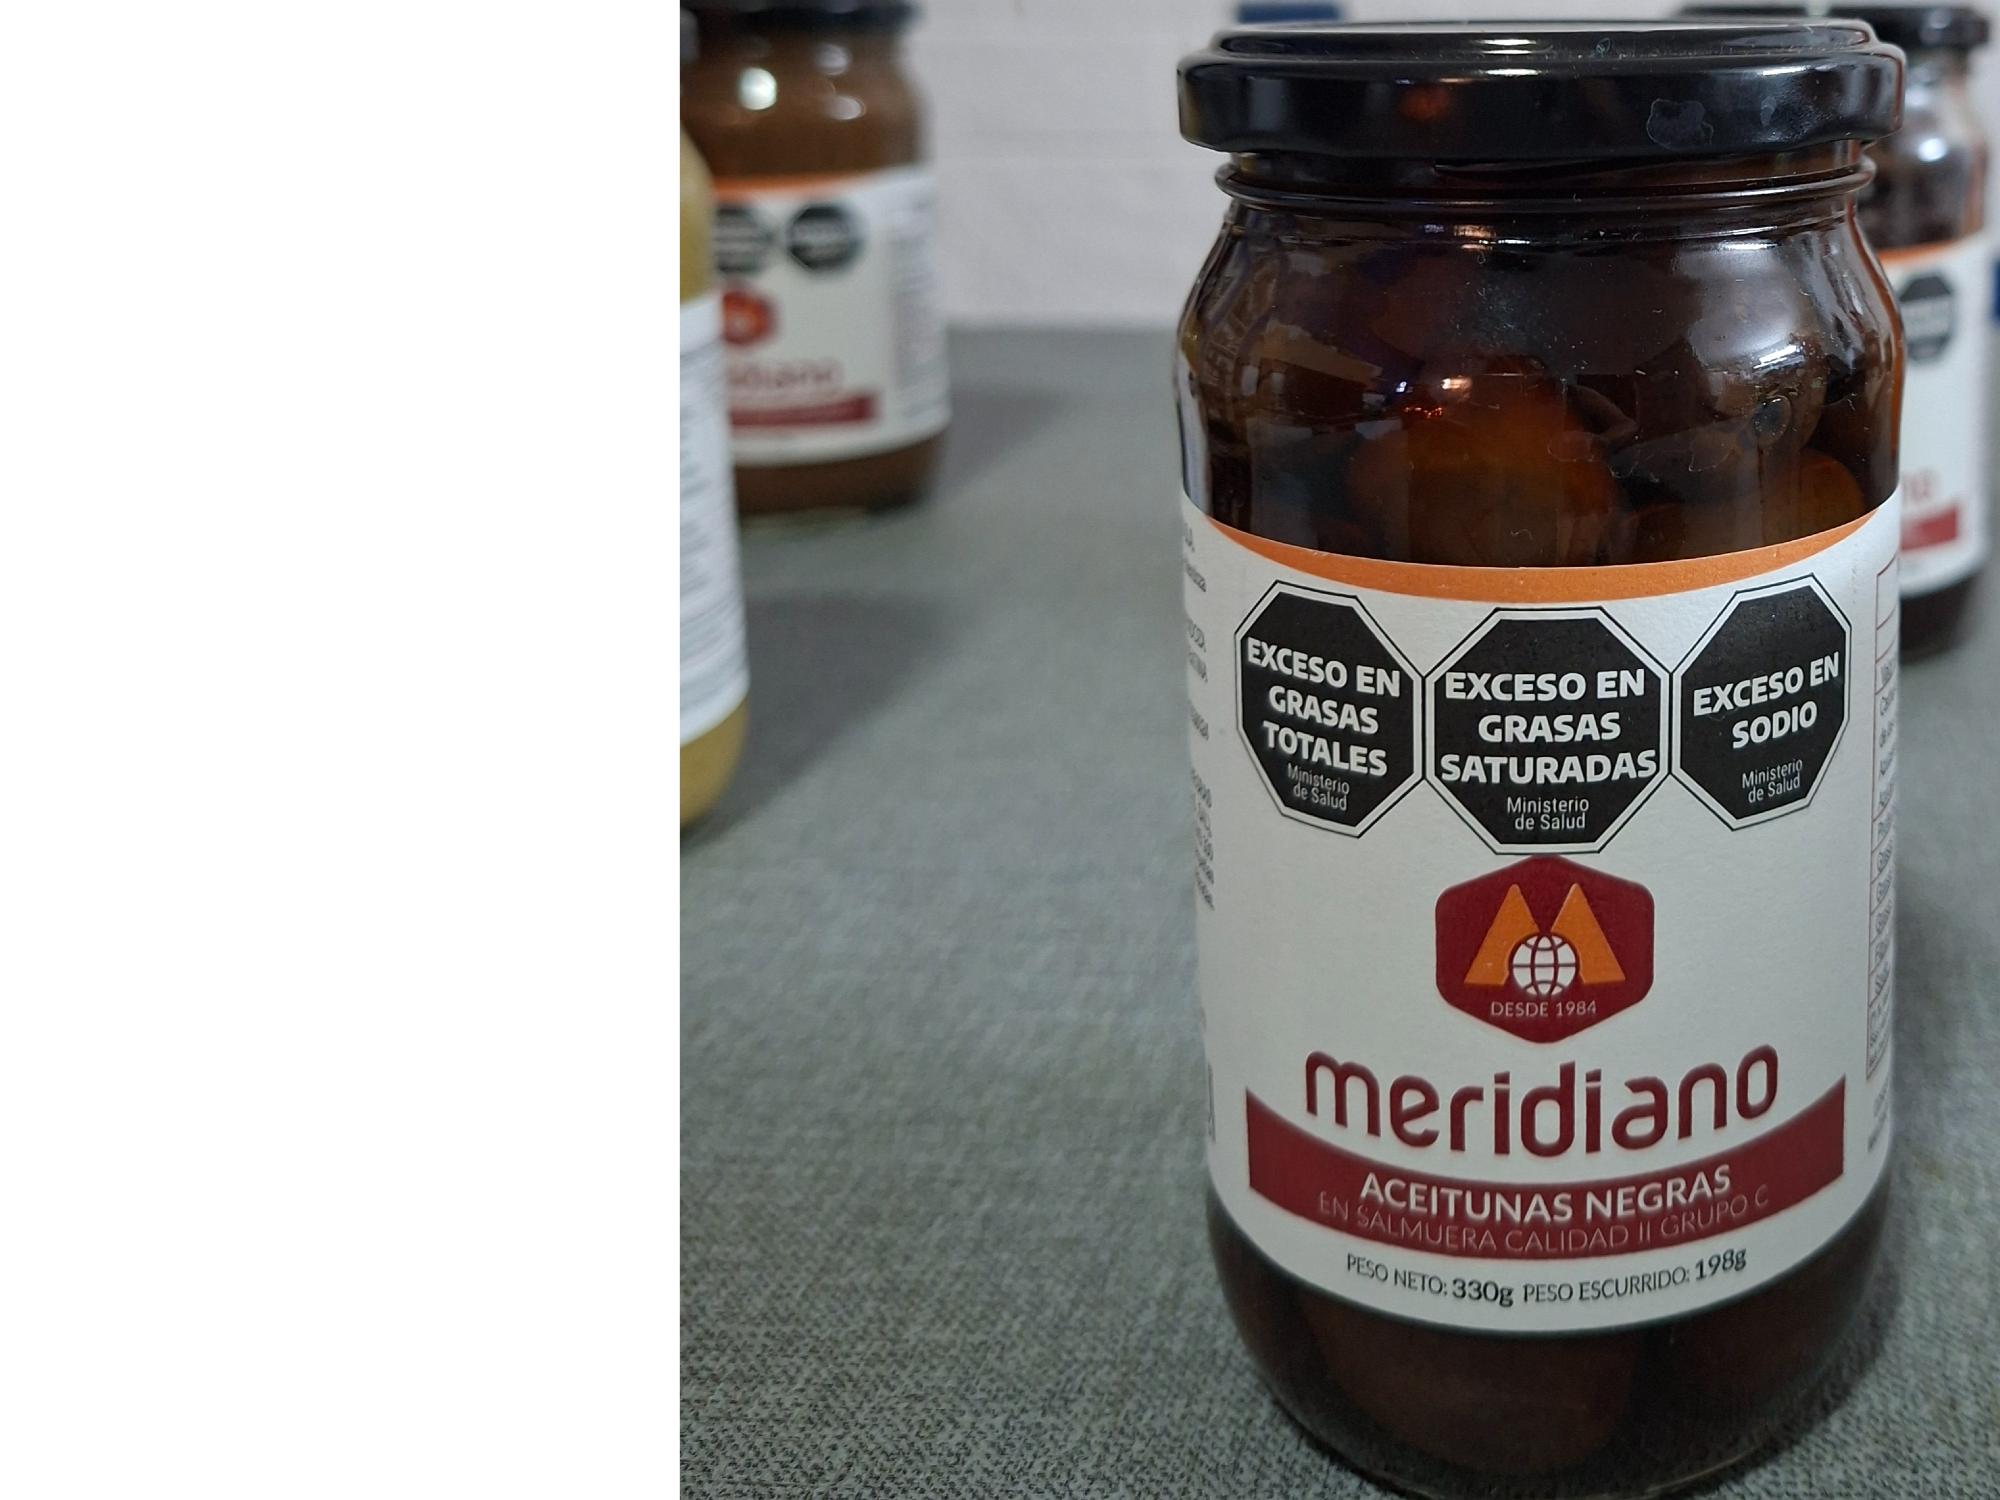 EXCESO EN
GRASAS
TOTALES
Ministerio
de Salud
EXCESO EN
GRASAS
SATURADAS
Ministerio
de Salud
EXCESO EN
SODIO
Ministerio
de Salud
DESDE 1984
meridiano
ACEITUNAS NEGRAS
EN SALMUERA CALIDAD II GRUPO C
PESO NETO: 330g PESO ESCURRIDO: 198g